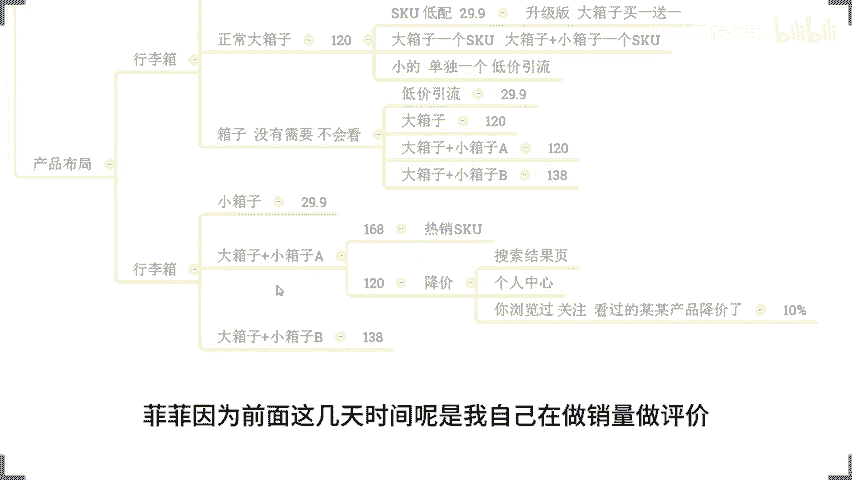 SKU 低配 29.9 升级版 大箱子买一送一
正常大箱子 120 大箱子一个SKU 大箱子+小箱子一个SKU
行李箱
小的 单独一个 低价引流
低价引流 29.9
大箱子 120
箱子 没有需要 不会看
大箱子+小箱子A 120
产品布局
大箱子+小箱子B 138
小箱子 29.9
168 热销SKU
大箱子+小箱子A 搜索结果页
行李箱
120 降价 个人中心
你浏览过 关注 看过的某某产品降价了 10%
大箱子+小箱子B 138
菲菲因为前面这几天时间呢是我自己在做销量做评价
bilibili